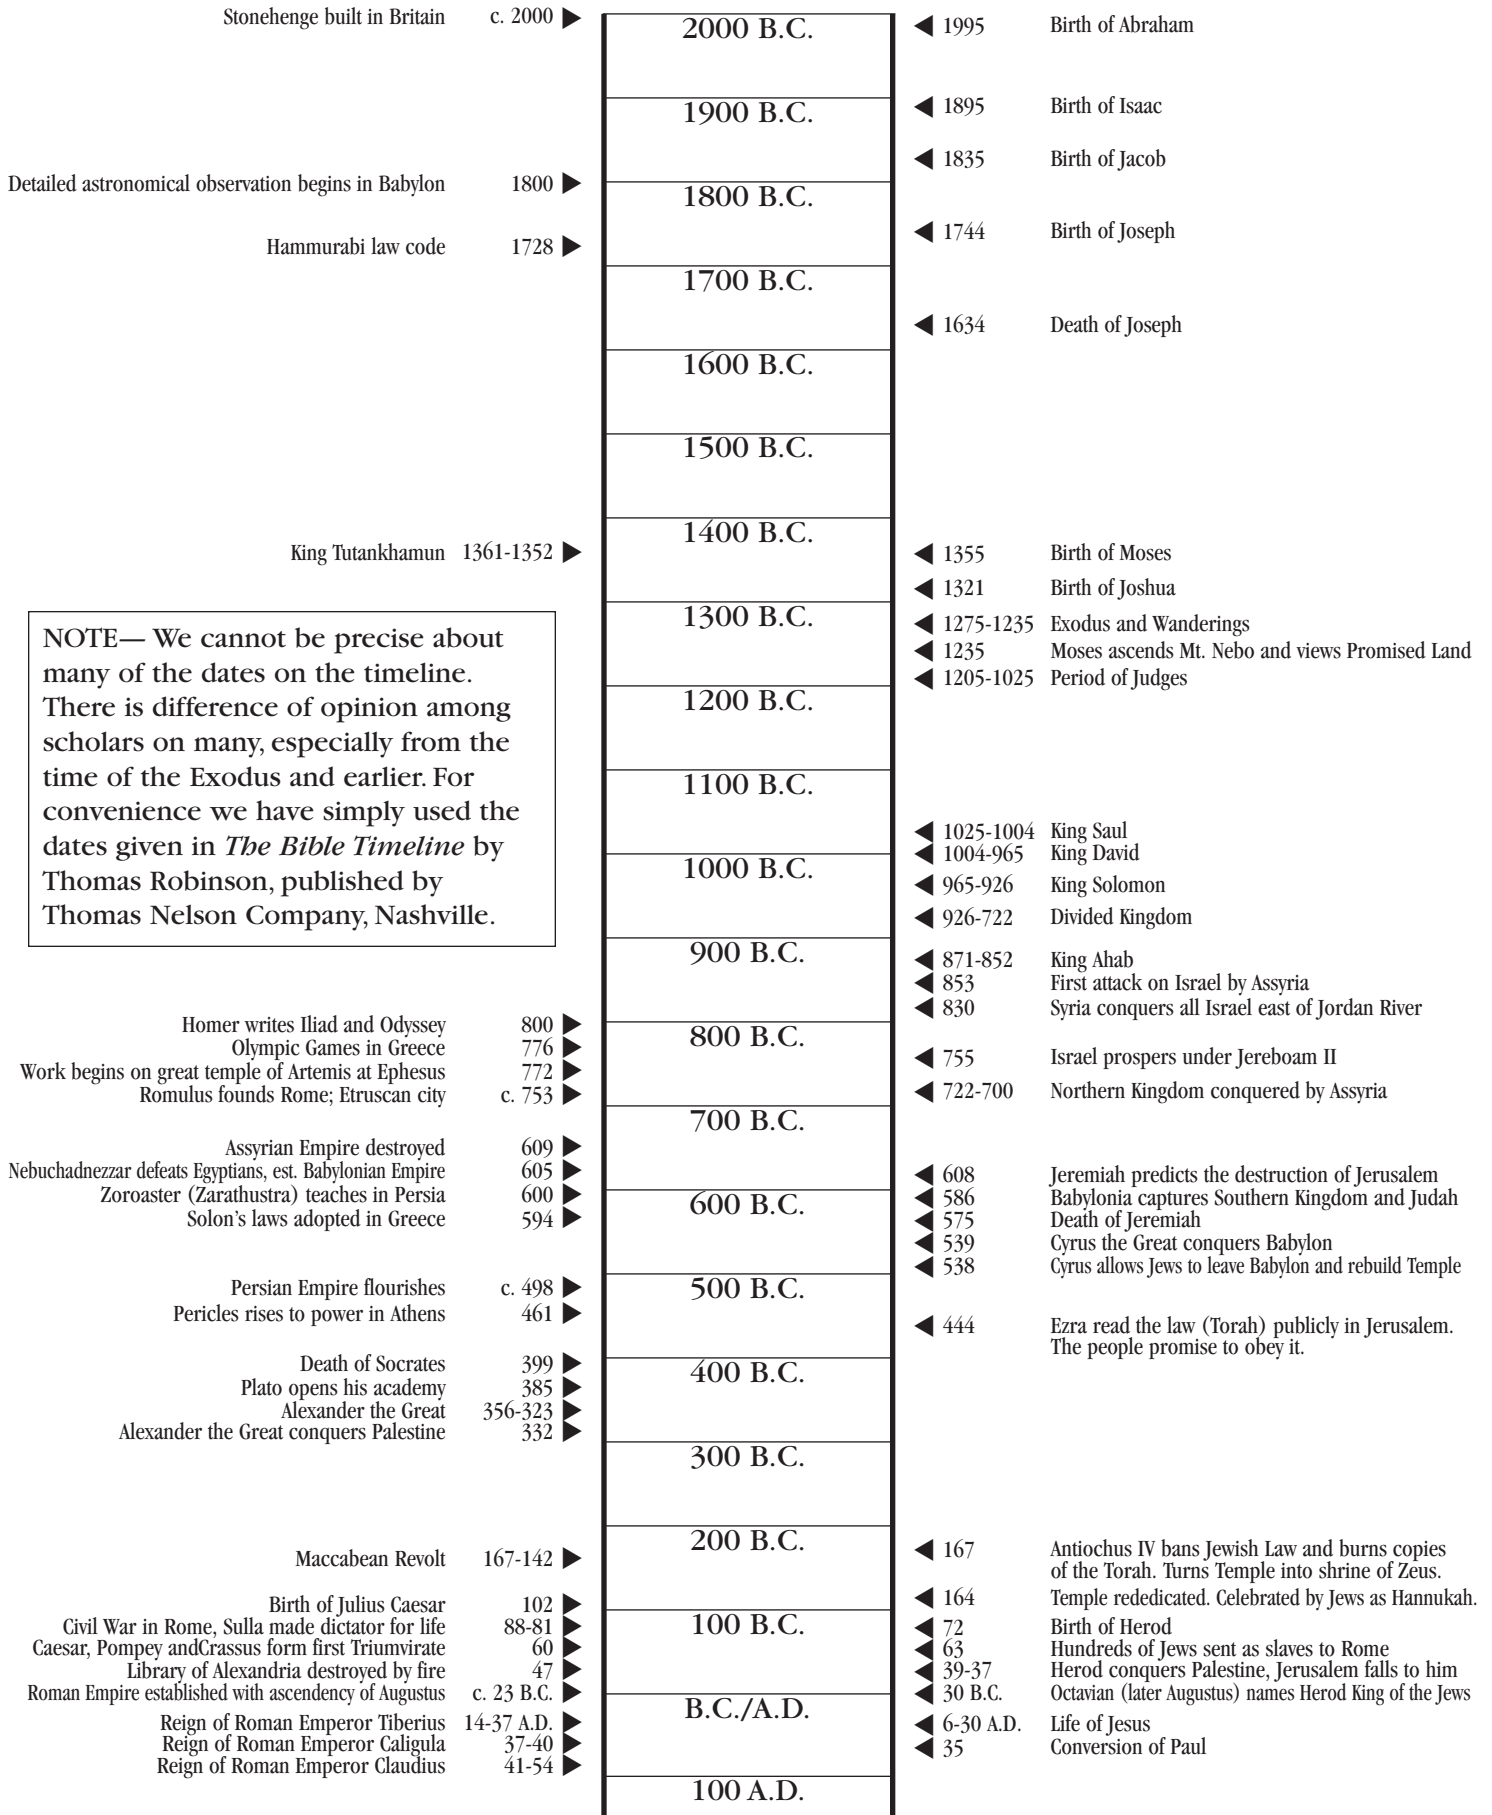 Stonehenge built in Britain c. 2000
2000 B.C.
1995 Birth of Abraham
1900 B.C.
1895 Birth of Isaac
1835 Birth of Jacob
Detailed astronomical observation begins in Babylon 1800
1800 B.C.
1744 Birth of Joseph
Hammurabi law code 1728
1700 B.C.
1634 Death of Joseph
1600 B.C.
1500 B.C.
1400 B.C.
King Tutankhamun 1361-1352
1355 Birth of Moses
1321 Birth of Joshua
1300 B.C.
1275-1235 Exodus and Wanderings
1235 Moses ascends Mt. Nebo and views Promised Land
1205-1025 Period of Judges
NOTE— We cannot be precise about
many of the dates on the timeline.
There is difference of opinion among
scholars on many, especially from the
time of the Exodus and earlier. For
convenience we have simply used the
dates given in The Bible Timeline by
Thomas Robinson, published by
Thomas Nelson Company, Nashville.
1200 B.C.
1100 B.C.
1025-1004 King Saul
1004-965 King David
1000 B.C.
965-926 King Solomon
926-722 Divided Kingdom
900 B.C.
871-852 King Ahab
853 First attack on Israel by Assyria
830 Syria conquers all Israel east of Jordan River
Homer writes Iliad and Odyssey 800
800 B.C.
Olympic Games in Greece 776
755 Israel prospers under Jereboam II
Work begins on great temple of Artemis at Ephesus 772
Romulus founds Rome; Etruscan city c. 753
722-700 Northern Kingdom conquered by Assyria
700 B.C.
Assyrian Empire destroyed 609
Nebuchadnezzar defeats Egyptians, est. Babylonian Empire 605
608 Jeremiah predicts the destruction of Jerusalem
Zoroaster (Zarathustra) teaches in Persia 600
586 Babylonia captures Southern Kingdom and Judah
600 B.C.
Solon's laws adopted in Greece 594
575 Death of Jeremiah
539 Cyrus the Great conquers Babylon
538 Cyrus allows Jews to leave Babylon and rebuild Temple
Persian Empire flourishes c. 498
500 B.C.
Pericles rises to power in Athens 461
444 Ezra read the law (Torah) publicly in Jerusalem.
The people promise to obey it.
Death of Socrates 399
400 B.C.
Plato opens his academy 385
Alexander the Great 356-323
Alexander the Great conquers Palestine 332
300 B.C.
200 B.C.
Maccabean Revolt 167-142
167 Antiochus IV bans Jewish Law and burns copies
of the Torah. Turns Temple into shrine of Zeus.
164 Temple rededicated. Celebrated by Jews as Hannukah.
Birth of Julius Caesar 102
100 B.C.
Civil War in Rome, Sulla made dictator for life 88-81
72 Birth of Herod
Caesar, Pompey andCrassus form first Triumvirate 60
63 Hundreds of Jews sent as slaves to Rome
Library of Alexandria destroyed by fire 47
39-37 Herod conquers Palestine, Jerusalem falls to him
Roman Empire established with ascendency of Augustus c. 23 B.C.
30 B.C. Octavian (later Augustus) names Herod King of the Jews
B.C./A.D.
Reign of Roman Emperor Tiberius 14-37 A.D.
6-30 A.D. Life of Jesus
Reign of Roman Emperor Caligula 37-40
35 Conversion of Paul
Reign of Roman Emperor Claudius 41-54
100 A.D.